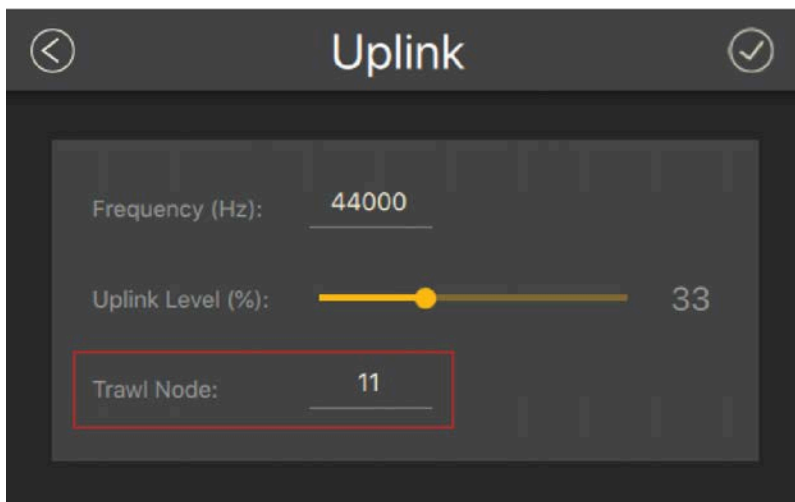 Uplink
Frequency (Hz): 44000
Uplink Level (%): 33
Trawl Node: 11